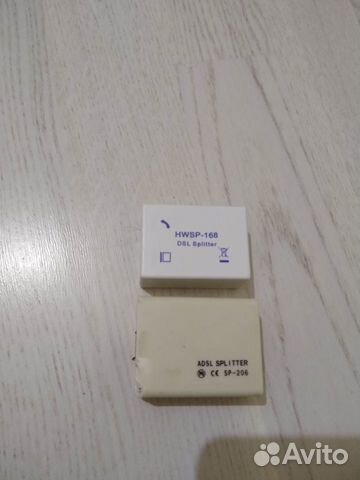 HWSP-168
DSL Splitter
ADSL SPLITTER
CE SP-206
Avito